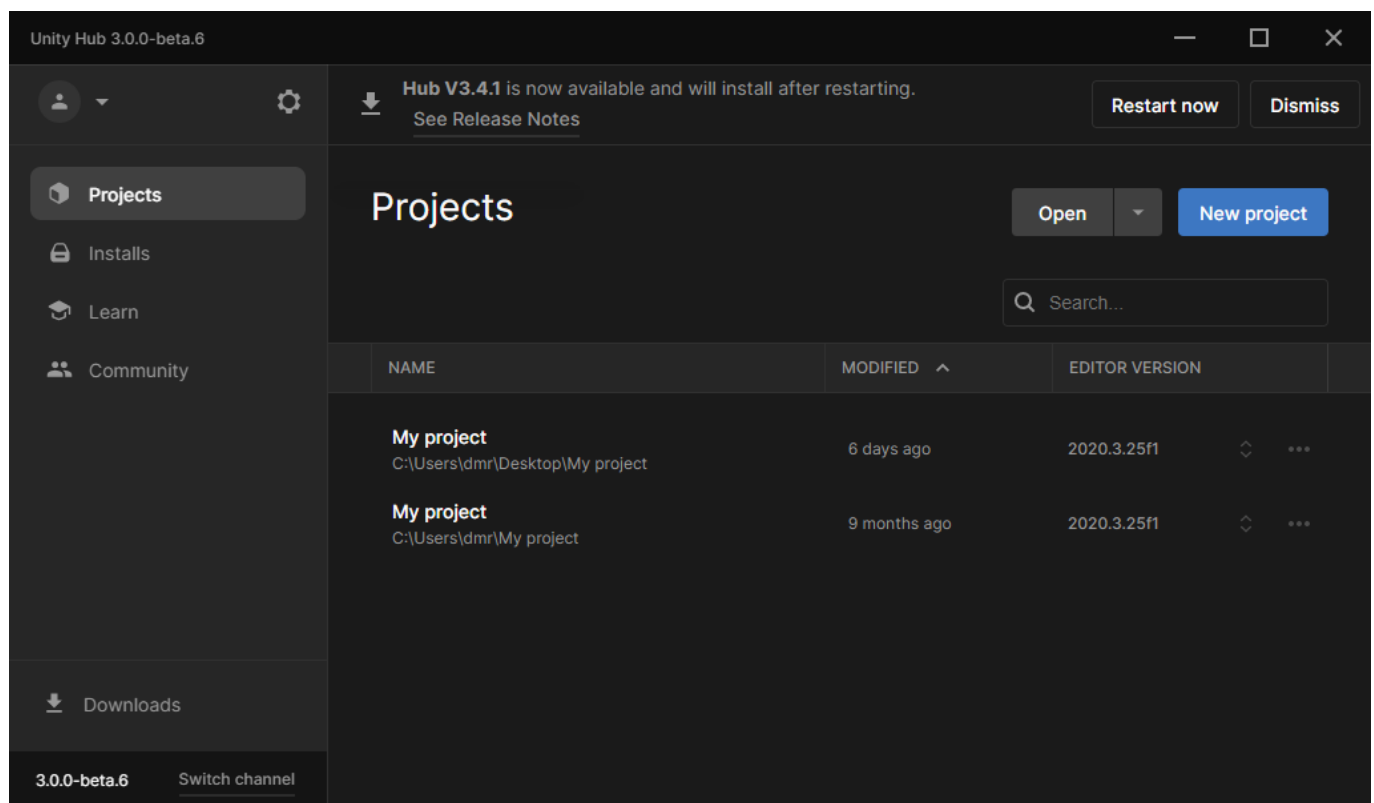 Unity Hub 3.0.0-beta.6
Hub V3.4.1 is now available and will install after restarting.
See Release Notes
Restart now
Dismiss
Projects
Installs
Learn
Community
Downloads
3.0.0-beta.6
Switch channel
Projects
Open
New project
Search...
NAME MODIFIED EDITOR VERSION
My project
C:\Users\dmr\Desktop\My project
6 days ago
2020.3.25f1
My project
C:\Users\dmr\My project
9 months ago
2020.3.25f1